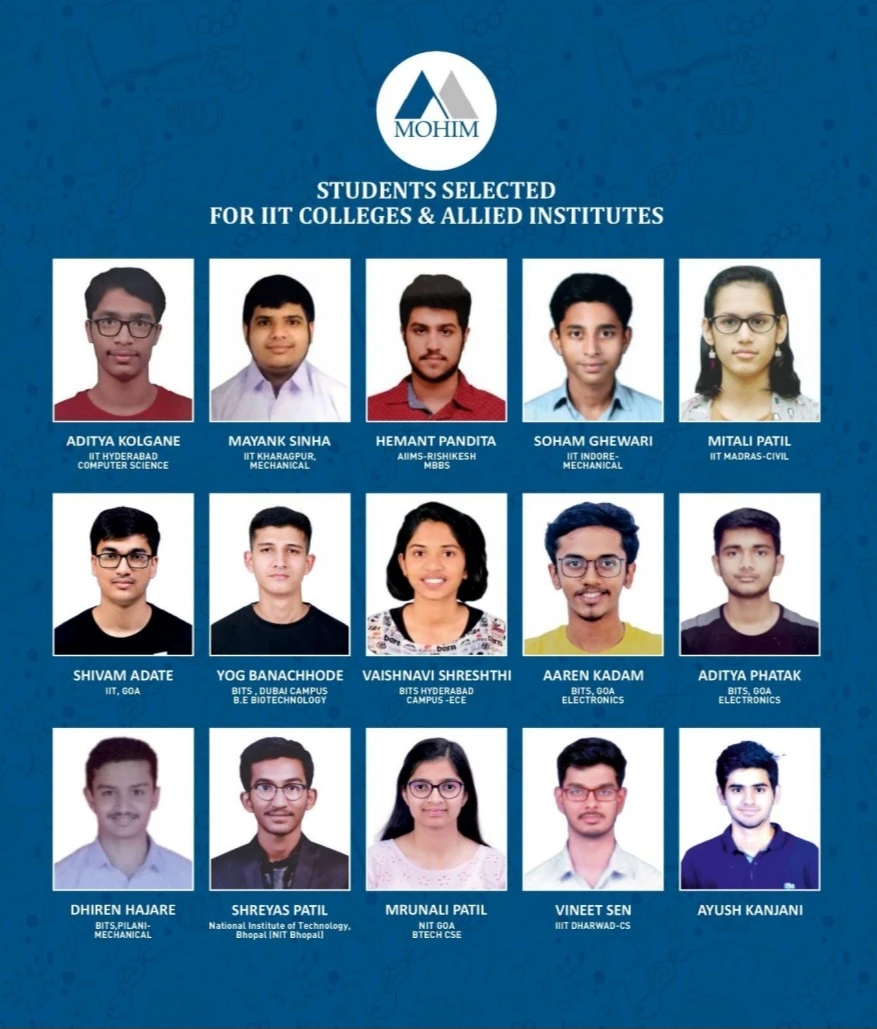 MOHIM
STUDENTS SELECTED
FOR IIT COLLEGES & ALLIED INSTITUTES
ADITYA KOLGANE
IIT HYDERABAD
COMPUTER SCIENCE
MAYANK SINHA
IIT KHARAGPUR,
MECHANICAL
HEMANT PANDITA
AIIMS-RISHIKESH
MBBS
SOHAM GHEWARI
IIT INDORE-
MECHANICAL
MITALI PATIL
IIT MADRAS-CIVIL
SHIVAM ADATE
IIT, GOA
YOG BANACHHODE
BITS , DUBAI CAMPUS
B.E BIOTECHNOLOGY
VAISHNAVI SHRESHTHI
BITS HYDERABAD
CAMPUS -ECE
AAREN KADAM
BITS, GOA
ELECTRONICS
ADITYA PHATAK
BITS, GOA
ELECTRONICS
DHIREN HAJARE
BITS,PILANI-
MECHANICAL
SHREYAS PATIL
National Institute of Technology,
Bhopal (NIT Bhopal)
MRUNALI PATIL
NIT GOA
BTECH CSE
VINEET SEN
IIIT DHARWAD-CS
AYUSH KANJANI